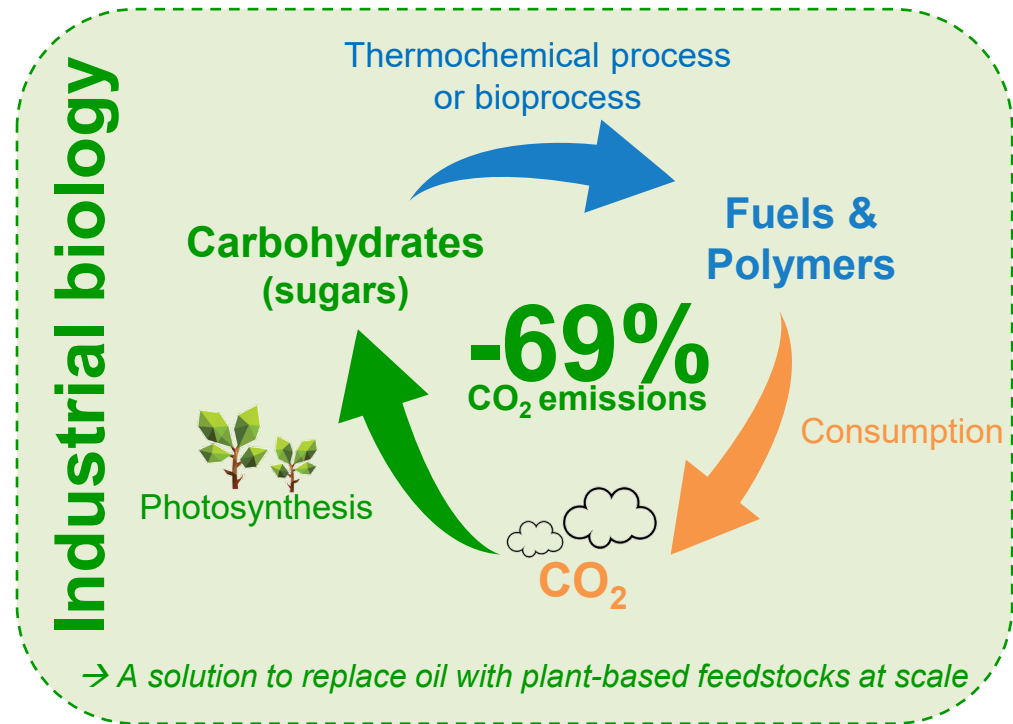 Industrial biology
Thermochemical process
or bioprocess
Carbohydrates
(sugars)
Fuels &
Polymers
-69%
CO₂ emissions
Consumption
Photosynthesis
CO₂
→ A solution to replace oil with plant-based feedstocks at scale